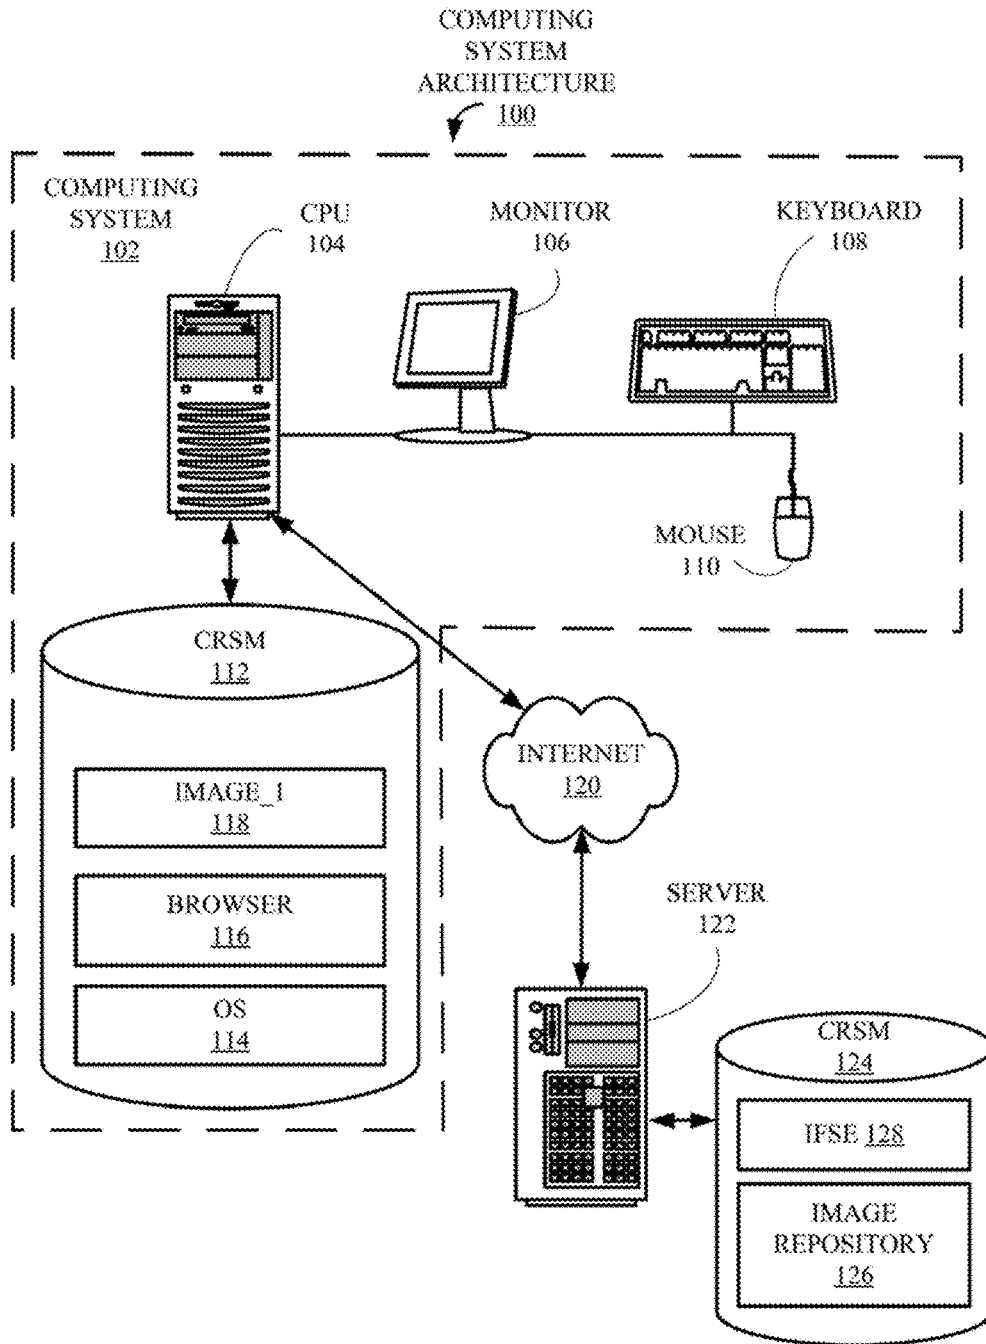 COMPUTING
SYSTEM
ARCHITECTURE
100
COMPUTING
SYSTEM
102
CPU
104
MONITOR
106
KEYBOARD
108
MOUSE
110
CRSM
112
IMAGE_1
118
BROWSER
116
OS
114
INTERNET
120
SERVER
122
CRSM
124
IFSE 128
IMAGE
REPOSITORY
126